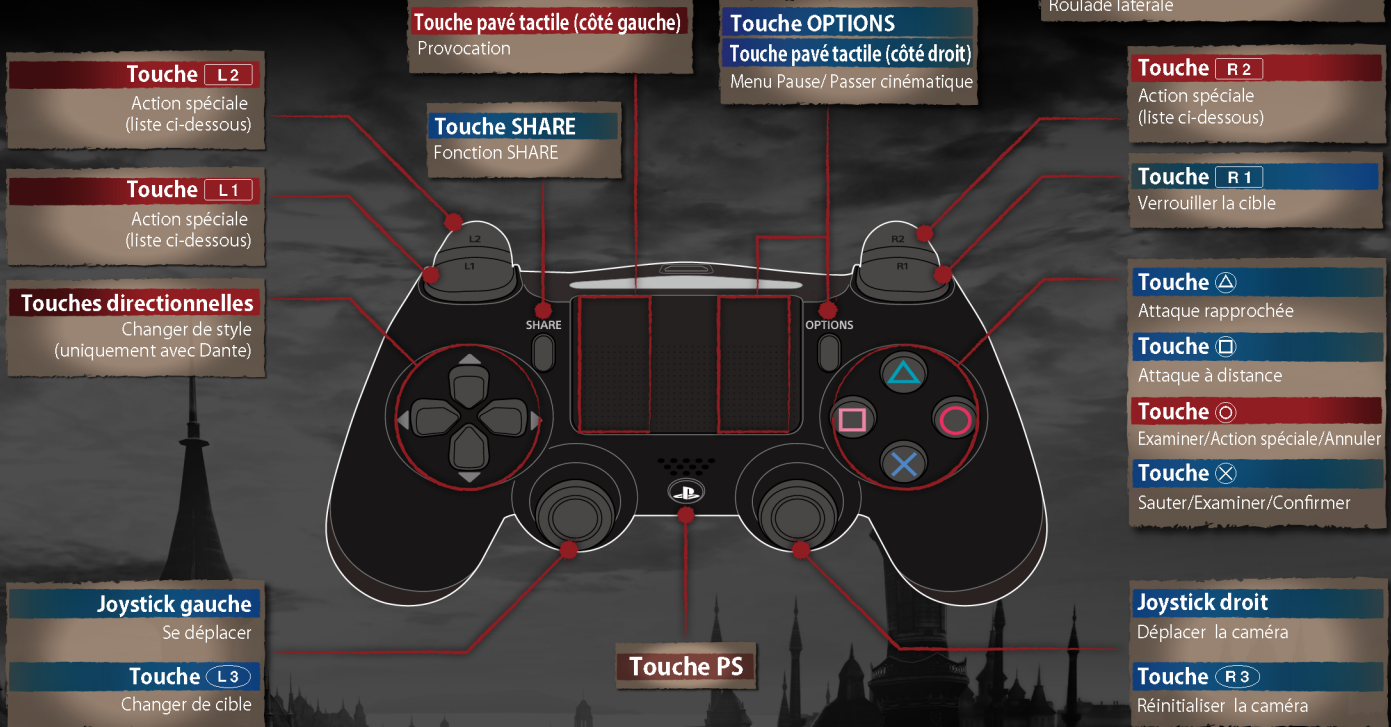 Roulade latérale
Touche pavé tactile (côté gauche)
Provocation
Touche OPTIONS
Touche pavé tactile (côté droit)
Menu Pause/ Passer cinématique
Touche L2
Action spéciale
(liste ci-dessous)
Touche SHARE
Fonction SHARE
Touche R2
Action spéciale
(liste ci-dessous)
Touche L1
Action spéciale
(liste ci-dessous)
Touche R1
Verrouiller la cible
L2
L1
R2
R1
Touches directionnelles
Changer de style
(uniquement avec Dante)
SHARE
OPTIONS
Touche △
Attaque rapprochée
Touche □
Attaque à distance
Touche ○
Examiner/Action spéciale/Annuler
Touche ✕
Sauter/Examiner/Confirmer
Joystick gauche
Se déplacer
Touche L3
Changer de cible
Touche PS
Joystick droit
Déplacer la caméra
Touche R3
Réinitialiser la caméra